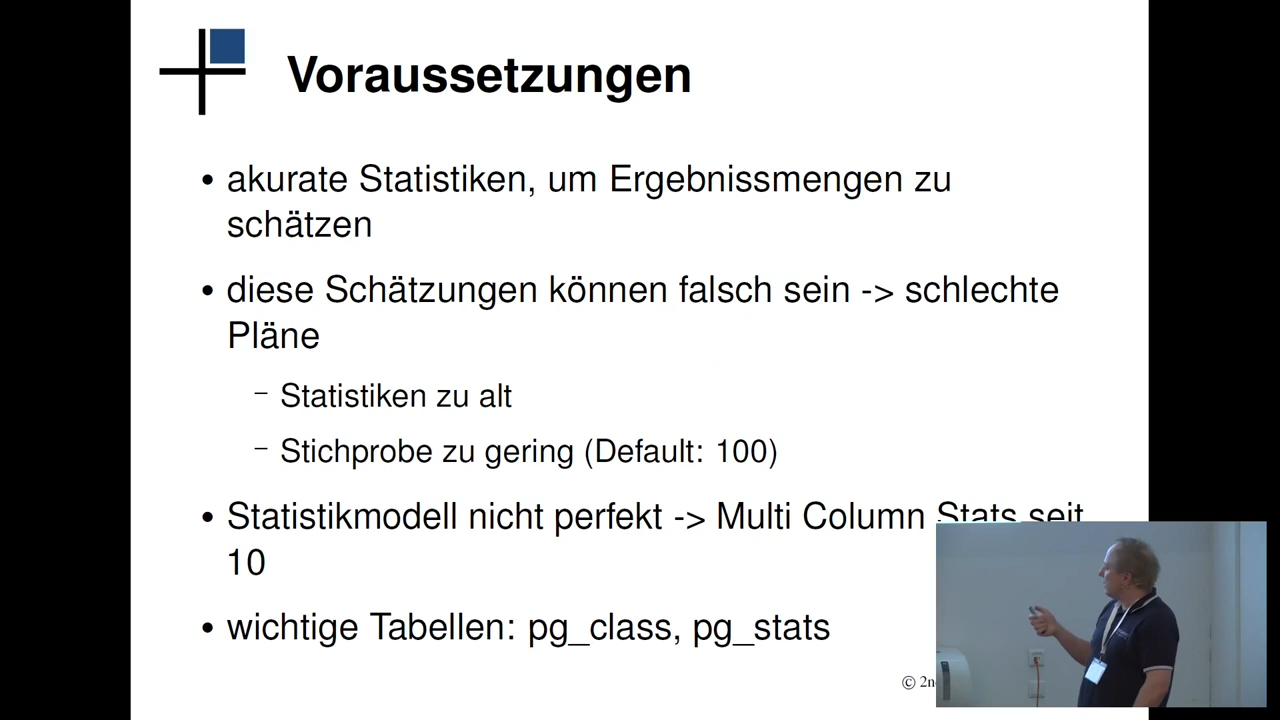 Voraussetzungen
• akurate Statistiken, um Ergebnissmengen zu
schätzen
• diese Schätzungen können falsch sein -> schlechte
Pläne
– Statistiken zu alt
– Stichprobe zu gering (Default: 100)
• Statistikmodell nicht perfekt -> Multi Column Stats seit
10
• wichtige Tabellen: pg_class, pg_stats
©